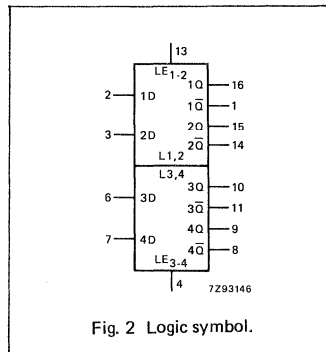 13
LE1-2
2 1D 1Q 16
1Q̅ 1
3 2D 2Q 15
2Q̅ 14
L1,2
L3,4
6 3D 3Q 10
3Q̅ 11
7 4D 4Q 9
4Q̅ 8
LE3-4
4
7Z93146
Fig. 2 Logic symbol.